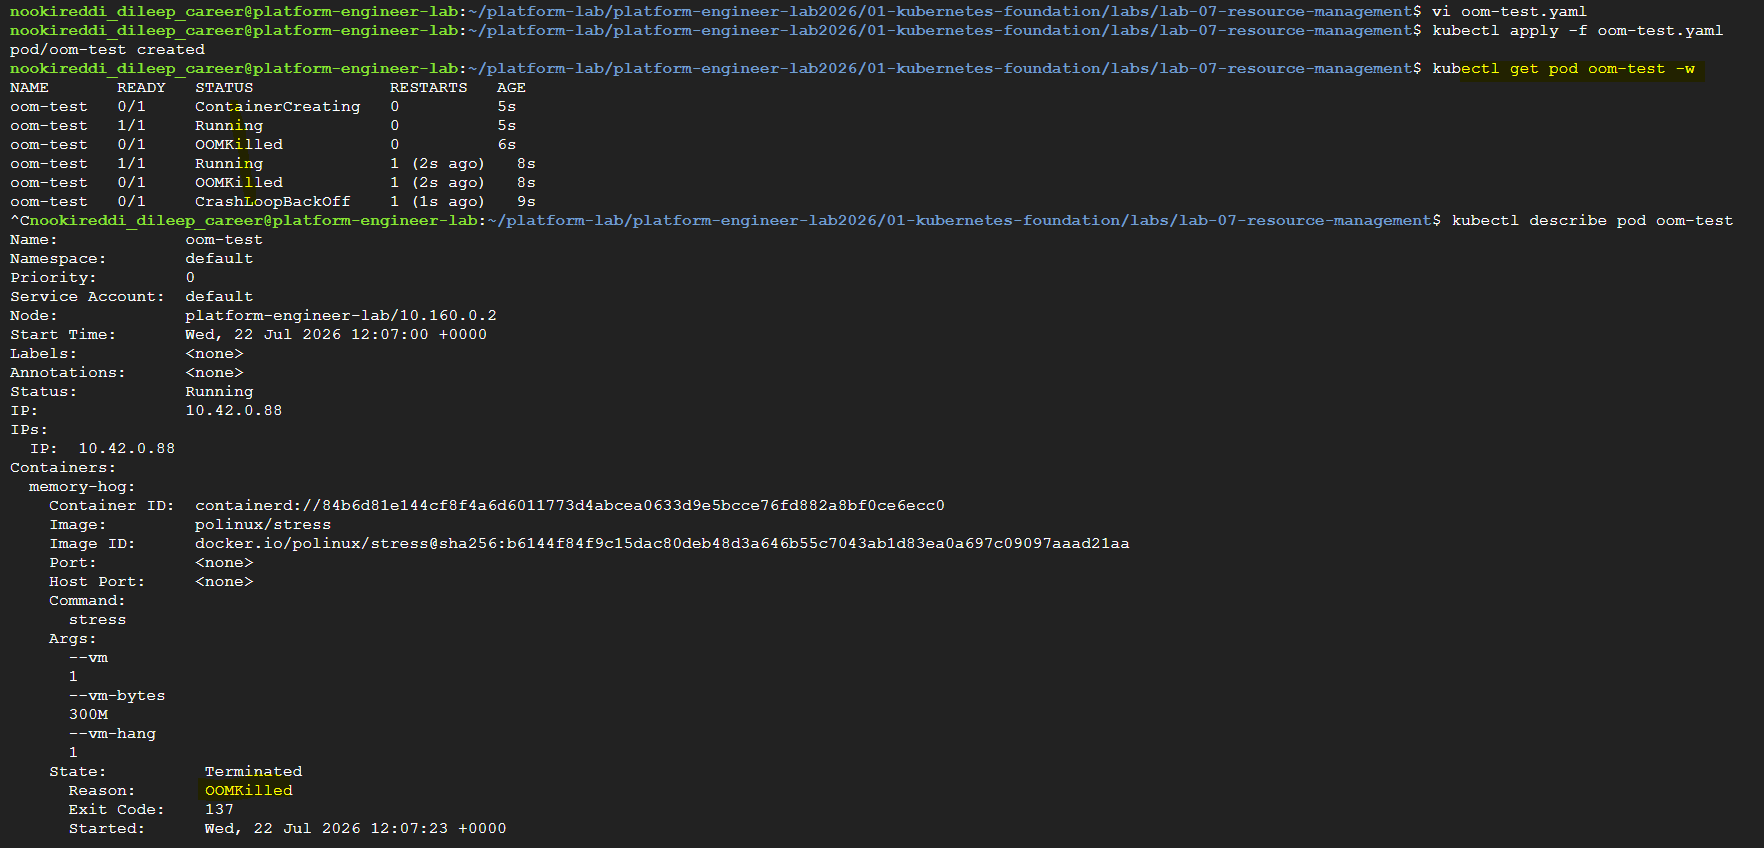 nookireddi_dileep_career@platform-engineer-lab:~/platform-lab/platform-engineer-lab2026/01-kubernetes-foundation/labs/lab-07-resource-management$ vi oom-test.yaml
nookireddi_dileep_career@platform-engineer-lab:~/platform-lab/platform-engineer-lab2026/01-kubernetes-foundation/labs/lab-07-resource-management$ kubectl apply -f oom-test.yaml
pod/oom-test created
nookireddi_dileep_career@platform-engineer-lab:~/platform-lab/platform-engineer-lab2026/01-kubernetes-foundation/labs/lab-07-resource-management$ kubectl get pod oom-test -w
NAME       READY   STATUS              RESTARTS   AGE
oom-test   0/1     ContainerCreating   0          5s
oom-test   1/1     Running             0          5s
oom-test   0/1     OOMKilled           0          6s
oom-test   1/1     Running             1 (2s ago)   8s
oom-test   0/1     OOMKilled           1 (2s ago)   8s
oom-test   0/1     CrashLoopBackOff    1 (1s ago)   9s
^Cnookireddi_dileep_career@platform-engineer-lab:~/platform-lab/platform-engineer-lab2026/01-kubernetes-foundation/labs/lab-07-resource-management$ kubectl describe pod oom-test
Name:             oom-test
Namespace:        default
Priority:         0
Service Account:  default
Node:             platform-engineer-lab/10.160.0.2
Start Time:       Wed, 22 Jul 2026 12:07:00 +0000
Labels:           <none>
Annotations:      <none>
Status:           Running
IP:               10.42.0.88
IPs:
  IP:  10.42.0.88
Containers:
  memory-hog:
    Container ID:  containerd://84b6d81e144cf8f4a6d6011773d4abcea0633d9e5bcce76fd882a8bf0ce6ecc0
    Image:         polinux/stress
    Image ID:      docker.io/polinux/stress@sha256:b6144f84f9c15dac80deb48d3a646b55c7043ab1d83ea0a697c09097aaad21aa
    Port:          <none>
    Host Port:     <none>
    Command:
      stress
    Args:
      --vm
      1
      --vm-bytes
      300M
      --vm-hang
      1
    State:          Terminated
      Reason:       OOMKilled
      Exit Code:    137
      Started:      Wed, 22 Jul 2026 12:07:23 +0000